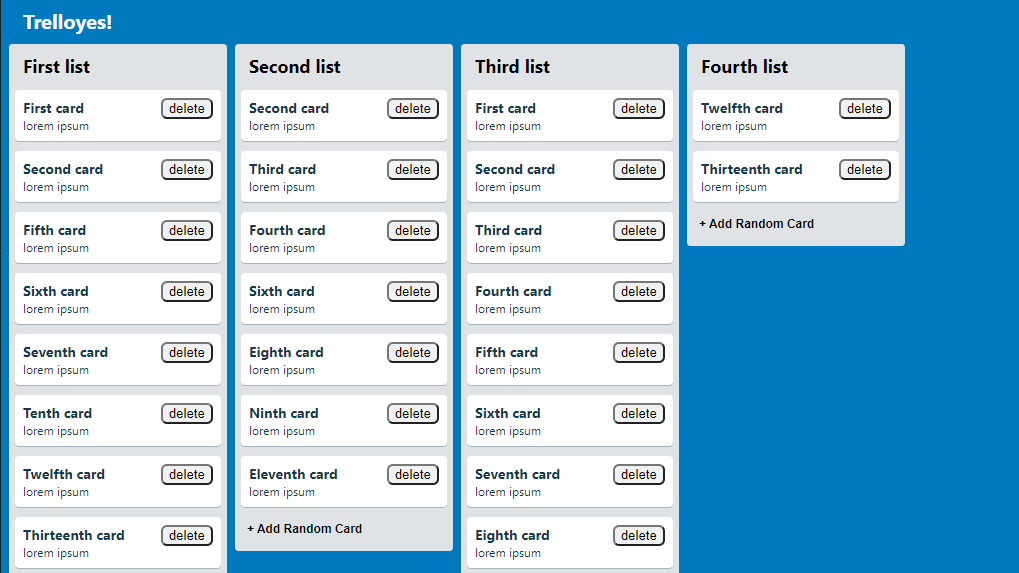 Trelloyes!
First list
First card
delete
lorem ipsum
Second card
delete
lorem ipsum
Fifth card
delete
lorem ipsum
Sixth card
delete
lorem ipsum
Seventh card
delete
lorem ipsum
Tenth card
delete
lorem ipsum
Twelfth card
delete
lorem ipsum
Thirteenth card
delete
lorem ipsum
Second list
Second card
delete
lorem ipsum
Third card
delete
lorem ipsum
Fourth card
delete
lorem ipsum
Sixth card
delete
lorem ipsum
Eighth card
delete
lorem ipsum
Ninth card
delete
lorem ipsum
Eleventh card
delete
lorem ipsum
+ Add Random Card
Third list
First card
delete
lorem ipsum
Second card
delete
lorem ipsum
Third card
delete
lorem ipsum
Fourth card
delete
lorem ipsum
Fifth card
delete
lorem ipsum
Sixth card
delete
lorem ipsum
Seventh card
delete
lorem ipsum
Eighth card
delete
lorem ipsum
Fourth list
Twelfth card
delete
lorem ipsum
Thirteenth card
delete
lorem ipsum
+ Add Random Card